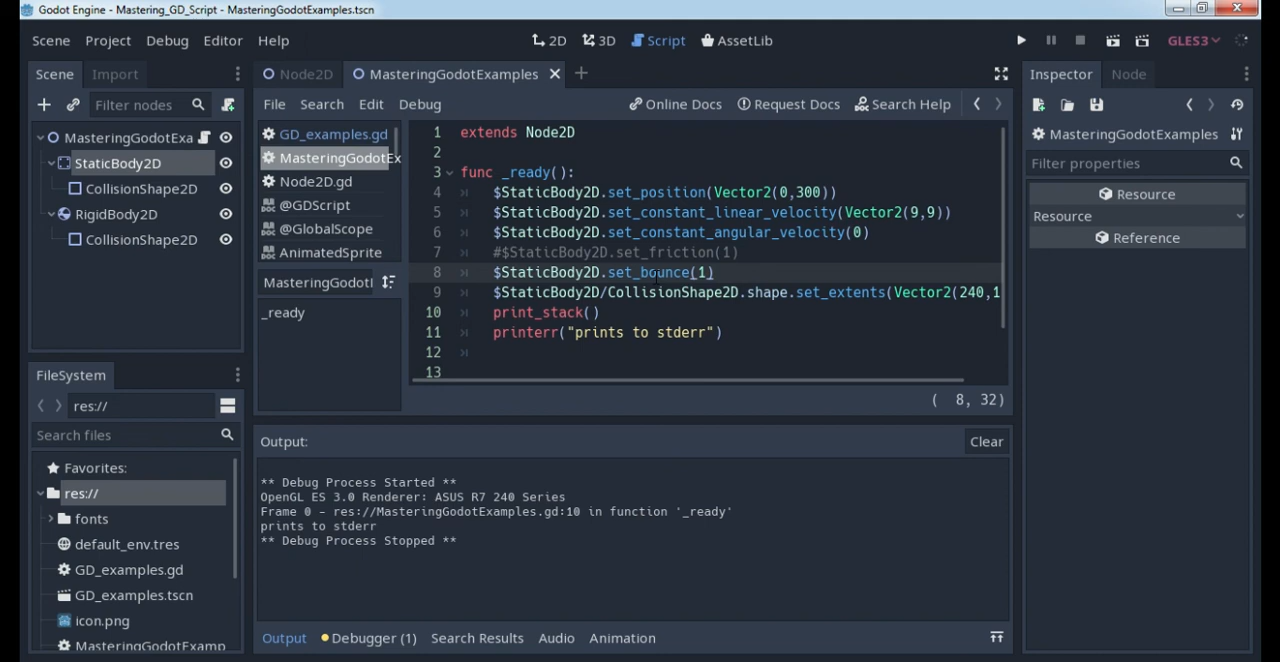 Godot Engine - Mastering_GD_Script - MasteringGodotExamples.tscn
Scene Project Debug Editor Help
2D 3D Script AssetLib
GLES3
Scene Import
Filter nodes
MasteringGodotExa
StaticBody2D
CollisionShape2D
RigidBody2D
CollisionShape2D
FileSystem
res://
Search files
Favorites:
res://
fonts
default_env.tres
GD_examples.gd
GD_examples.tscn
icon.png
MasteringGodotExamp
Node2D MasteringGodotExamples
File Search Edit Debug
Online Docs Request Docs Search Help
GD_examples.gd
MasteringGodotEx
Node2D.gd
@GDScript
@GlobalScope
AnimatedSprite
MasteringGodotI
_ready
1 extends Node2D
2
3 func _ready():
4 $StaticBody2D.set_position(Vector2(0,300))
5 $StaticBody2D.set_constant_linear_velocity(Vector2(9,9))
6 $StaticBody2D.set_constant_angular_velocity(0)
7 #$StaticBody2D.set_friction(1)
8 $StaticBody2D.set_bounce(1)
9 $StaticBody2D/CollisionShape2D.shape.set_extents(Vector2(240,1
10 print_stack()
11 printerr("prints to stderr")
12
13
( 8, 32)
Output:
Clear
** Debug Process Started **
OpenGL ES 3.0 Renderer: ASUS R7 240 Series
Frame 0 - res://MasteringGodotExamples.gd:10 in function '_ready'
prints to stderr
** Debug Process Stopped **
Output Debugger (1) Search Results Audio Animation
Inspector Node
MasteringGodotExamples
Filter properties
Resource
Resource
Reference